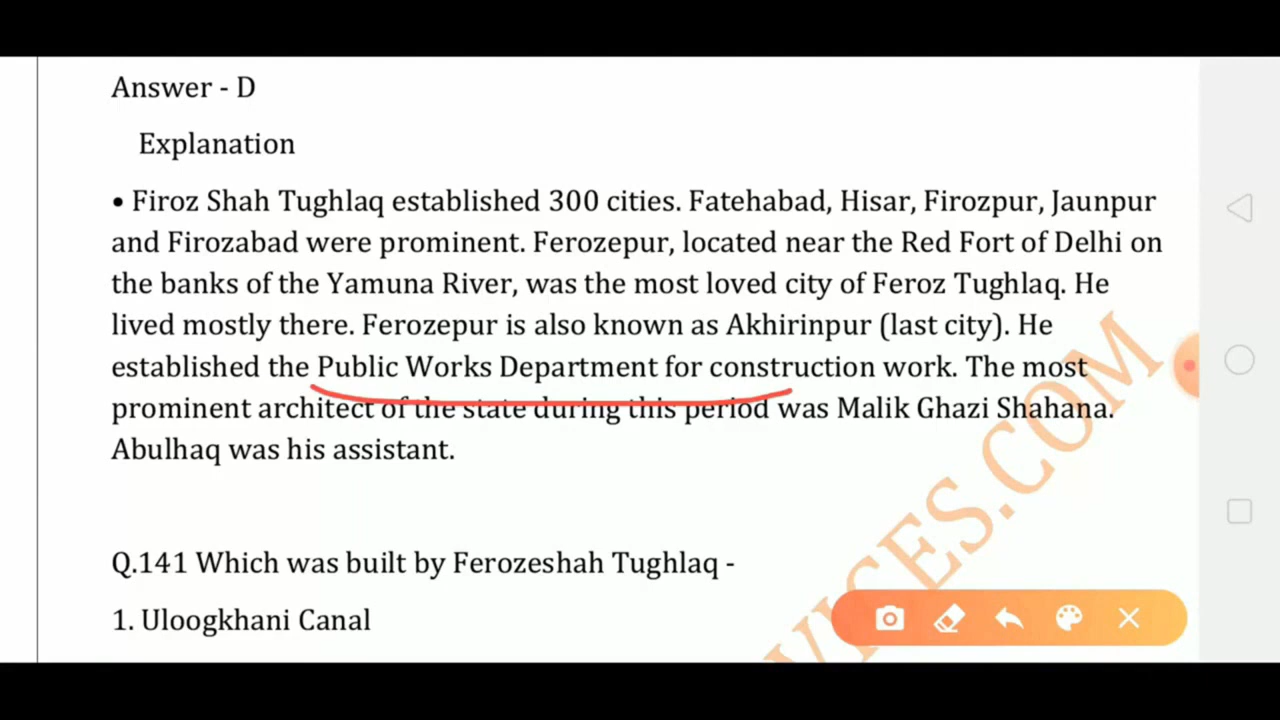 Answer - D
Explanation
• Firoz Shah Tughlaq established 300 cities. Fatehabad, Hisar, Firozpur, Jaunpur
and Firozabad were prominent. Ferozepur, located near the Red Fort of Delhi on
the banks of the Yamuna River, was the most loved city of Feroz Tughlaq. He
lived mostly there. Ferozepur is also known as Akhirinpur (last city). He
established the Public Works Department for construction work. The most
prominent architect of the state during this period was Malik Ghazi Shahana.
Abulhaq was his assistant.
Q.141 Which was built by Ferozeshah Tughlaq -
1. Uloogkhani Canal
VICES.COM